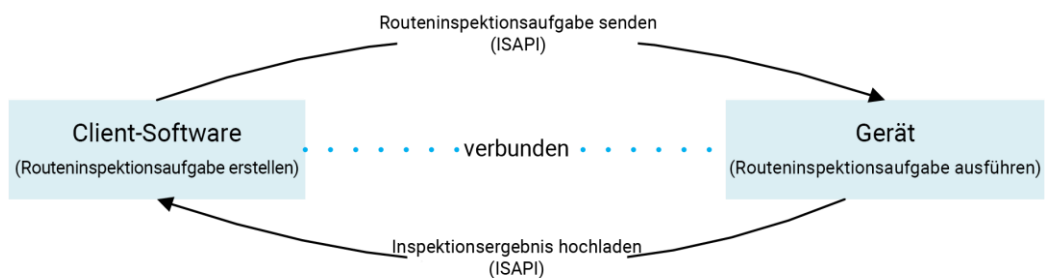 Routeninspektionsaufgabe senden
(ISAPI)
Client-Software
(Routeninspektionsaufgabe erstellen)
verbunden
Gerät
(Routeninspektionsaufgabe ausführen)
Inspektionsergebnis hochladen
(ISAPI)